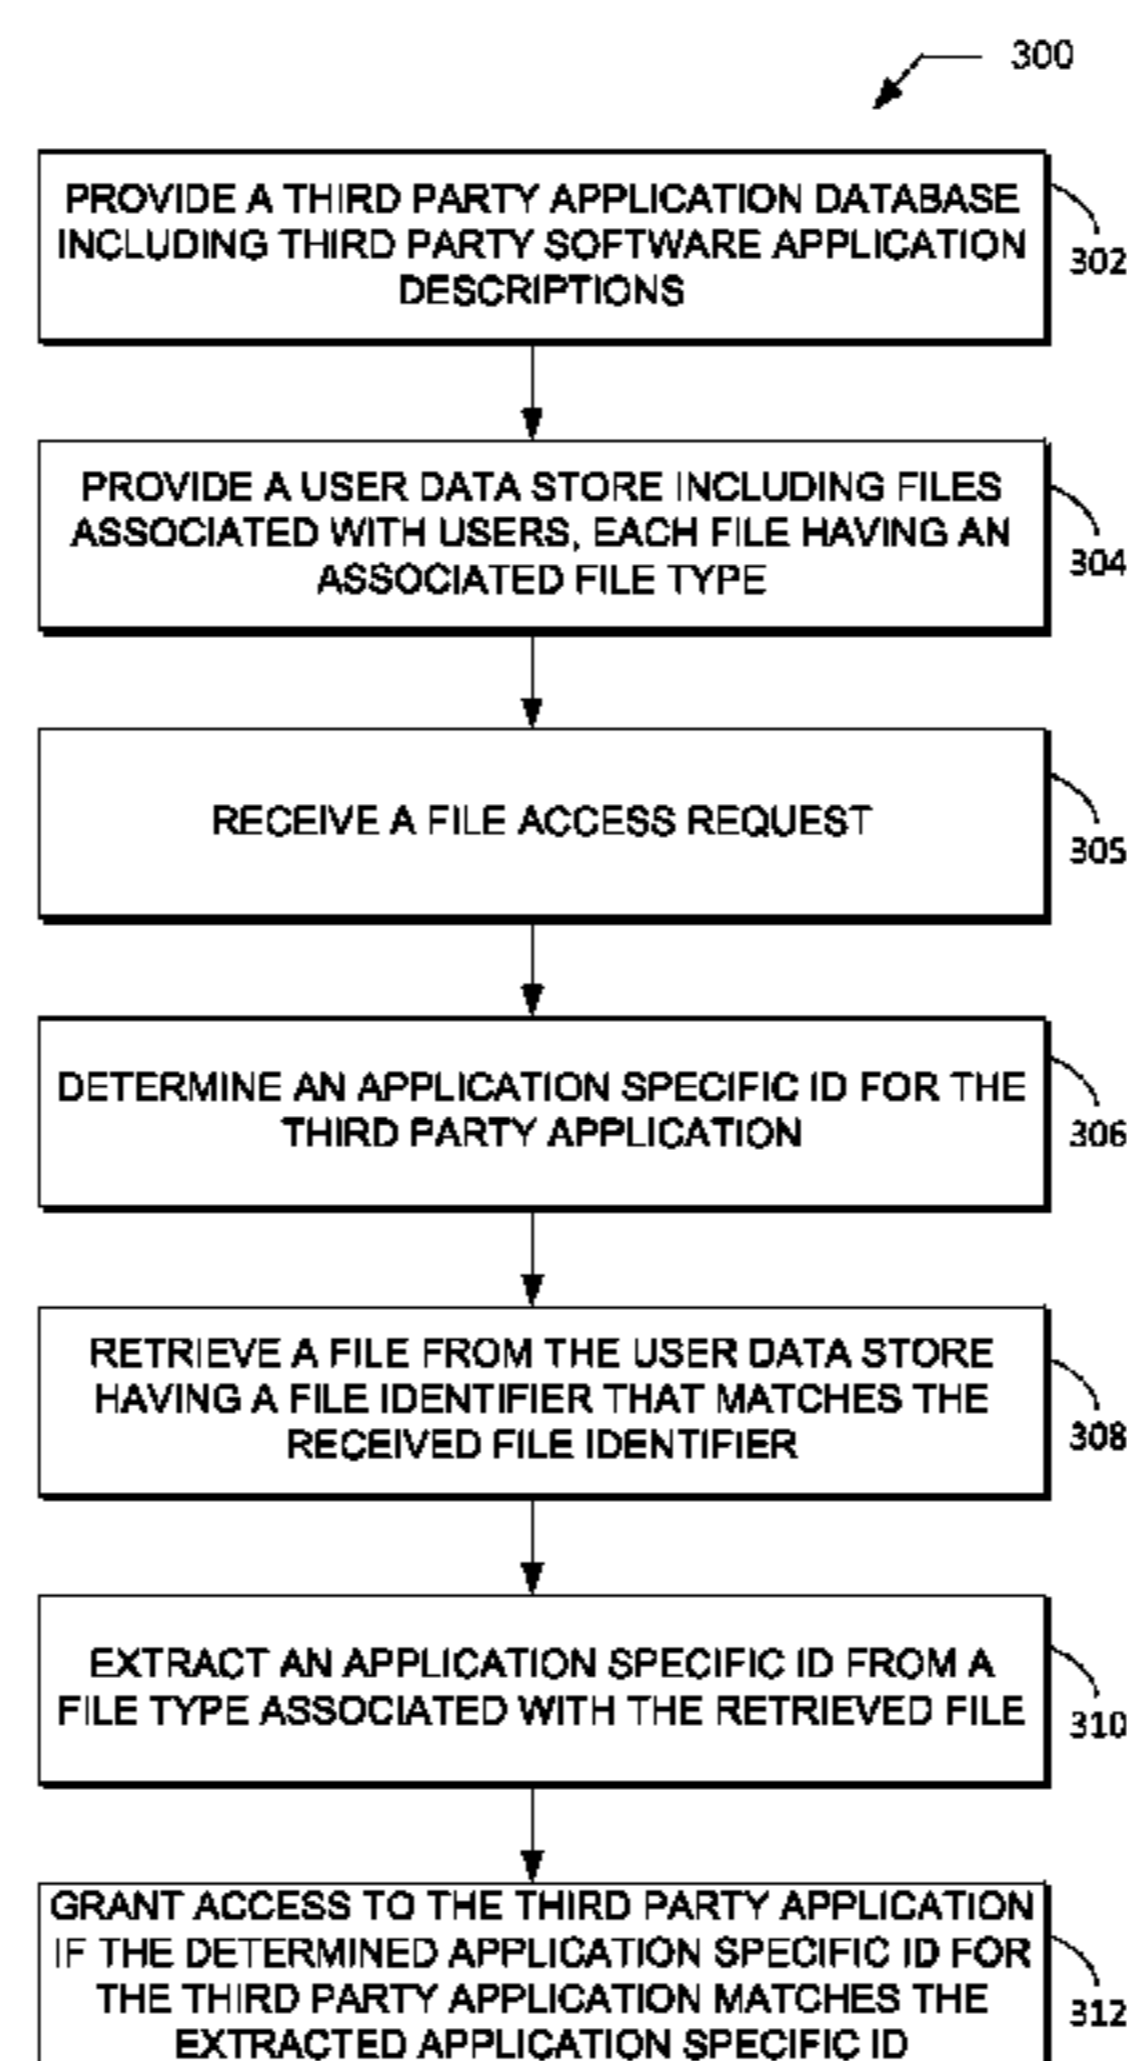 300
PROVIDE A THIRD PARTY APPLICATION DATABASE
INCLUDING THIRD PARTY SOFTWARE APPLICATION
DESCRIPTIONS
302
PROVIDE A USER DATA STORE INCLUDING FILES
ASSOCIATED WITH USERS, EACH FILE HAVING AN
ASSOCIATED FILE TYPE
304
RECEIVE A FILE ACCESS REQUEST
305
DETERMINE AN APPLICATION SPECIFIC ID FOR THE
THIRD PARTY APPLICATION
306
RETRIEVE A FILE FROM THE USER DATA STORE
HAVING A FILE IDENTIFIER THAT MATCHES THE
RECEIVED FILE IDENTIFIER
308
EXTRACT AN APPLICATION SPECIFIC ID FROM A
FILE TYPE ASSOCIATED WITH THE RETRIEVED FILE
310
GRANT ACCESS TO THE THIRD PARTY APPLICATION
IF THE DETERMINED APPLICATION SPECIFIC ID FOR
THE THIRD PARTY APPLICATION MATCHES THE
EXTRACTED APPLICATION SPECIFIC ID
312